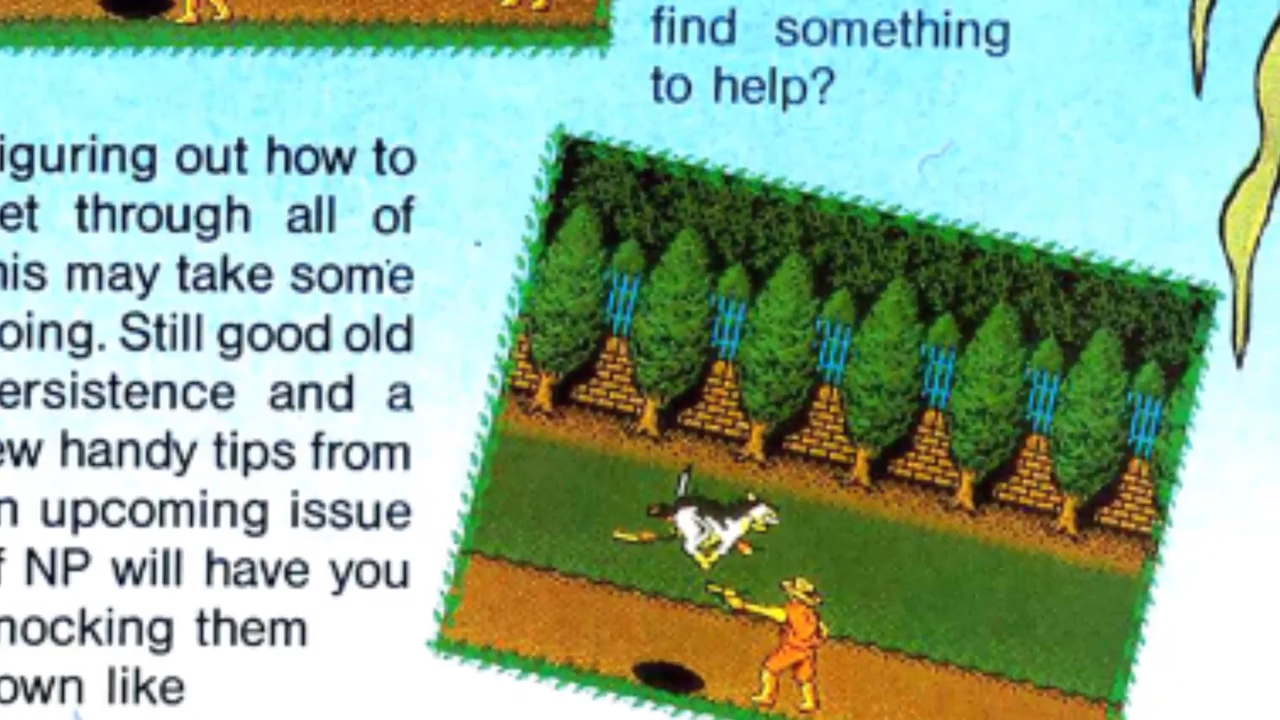 find something
to help?
iguring out how to
et through all of
his may take some
oing. Still good old
ersistence and a
ew handy tips from
n upcoming issue
f NP will have you
nocking them
own like